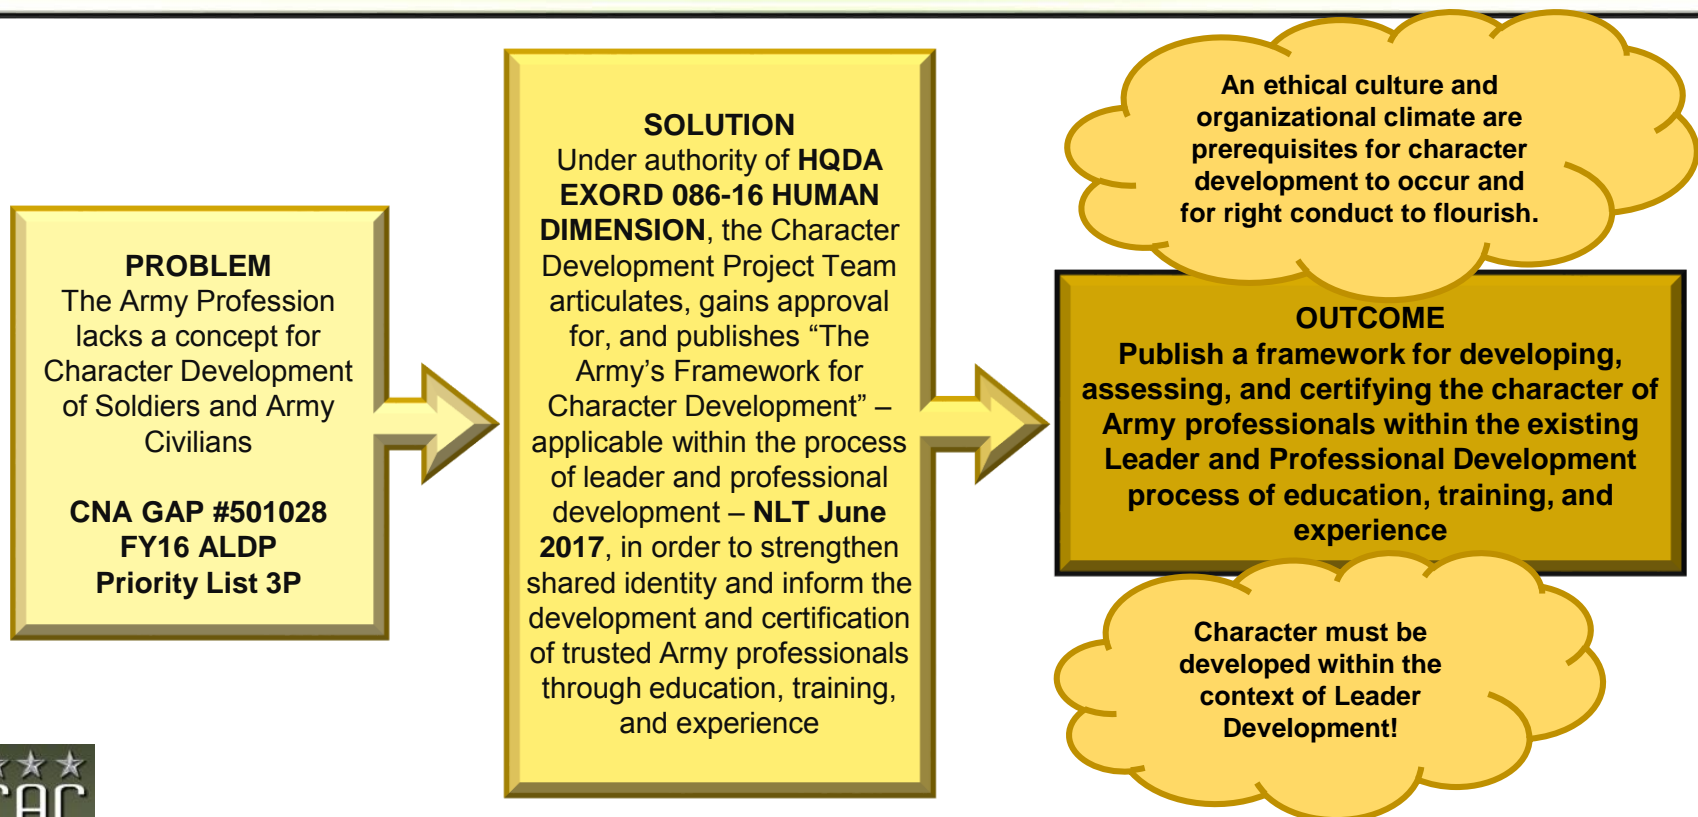 PROBLEM
The Army Profession
lacks a concept for
Character Development
of Soldiers and Army
Civilians
CNA GAP #501028
FY16 ALDP
Priority List 3P
SOLUTION
Under authority of HQDA
EXORD 086-16 HUMAN
DIMENSION, the Character
Development Project Team
articulates, gains approval
for, and publishes “The
Army’s Framework for
Character Development” –
applicable within the process
of leader and professional
development – NLT June
2017, in order to strengthen
shared identity and inform the
development and certification
of trusted Army professionals
through education, training,
and experience
An ethical culture and
organizational climate are
prerequisites for character
development to occur and
for right conduct to flourish.
OUTCOME
Publish a framework for developing,
assessing, and certifying the character of
Army professionals within the existing
Leader and Professional Development
process of education, training, and
experience
Character must be
developed within the
context of Leader
Development!
CAC